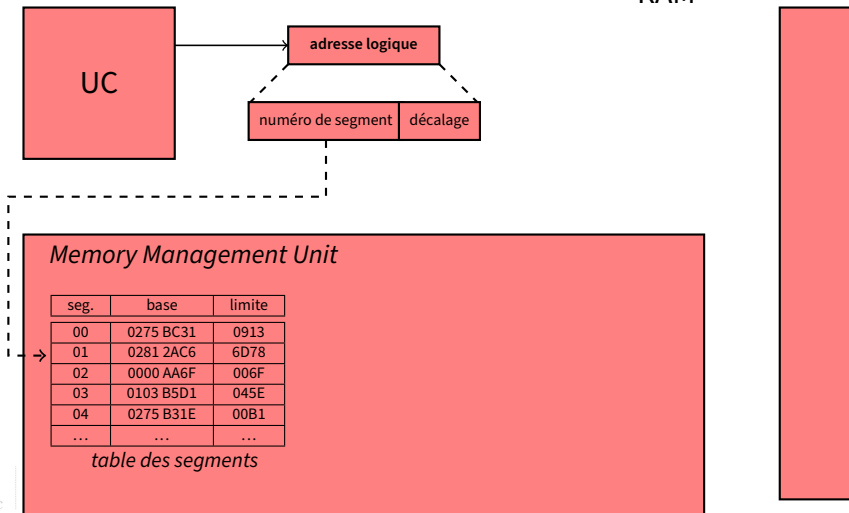 UC
adresse logique
numéro de segment décalage
Memory Management Unit
seg. base limite
00 0275 BC31 0913
01 0281 2AC6 6D78
02 0000 AA6F 006F
03 0103 B5D1 045E
04 0275 B31E 00B1
… … …
table des segments